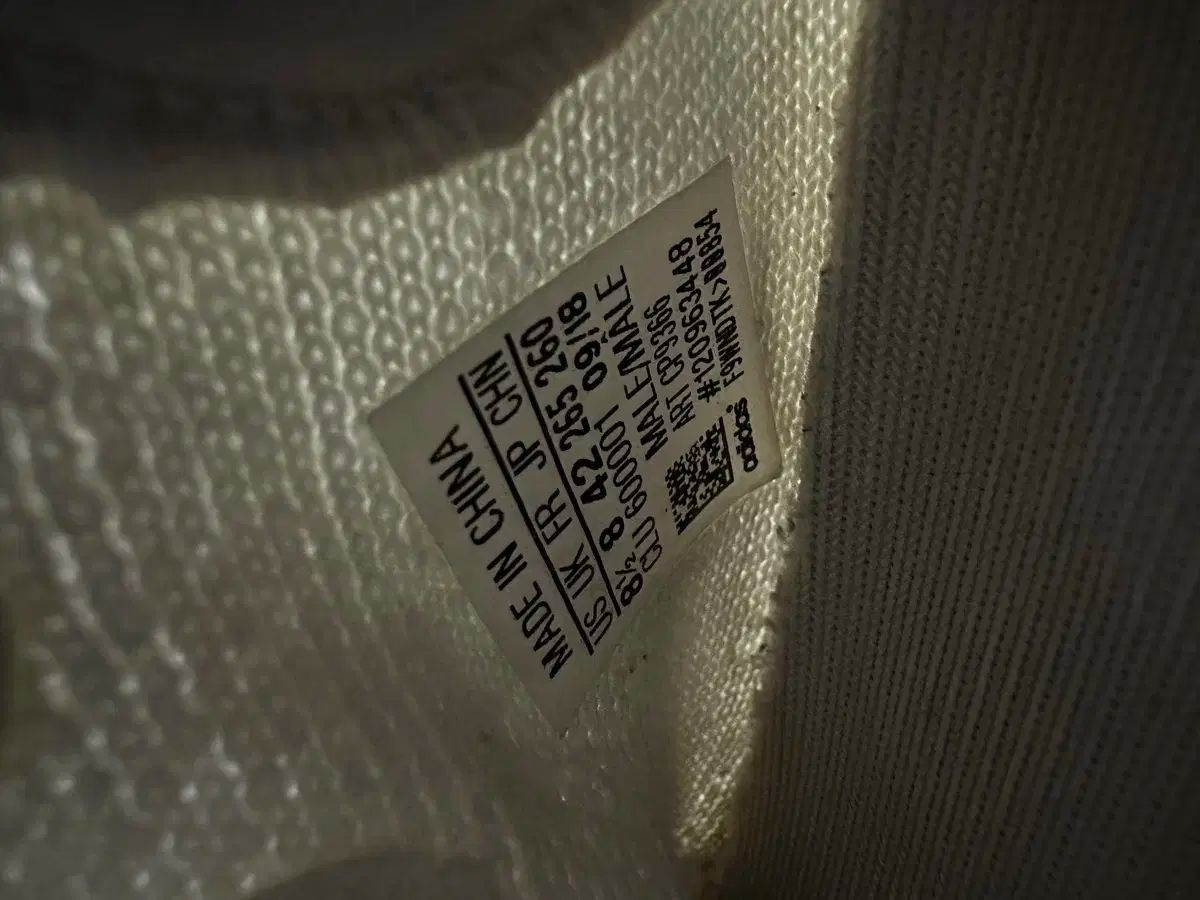 MADE IN CHINA
US UK FR JP CHN
8½ 8 42 265 260
CLU 600001 09/18
MALE/MÂLE
ART CP9366
#1209634448
adidas